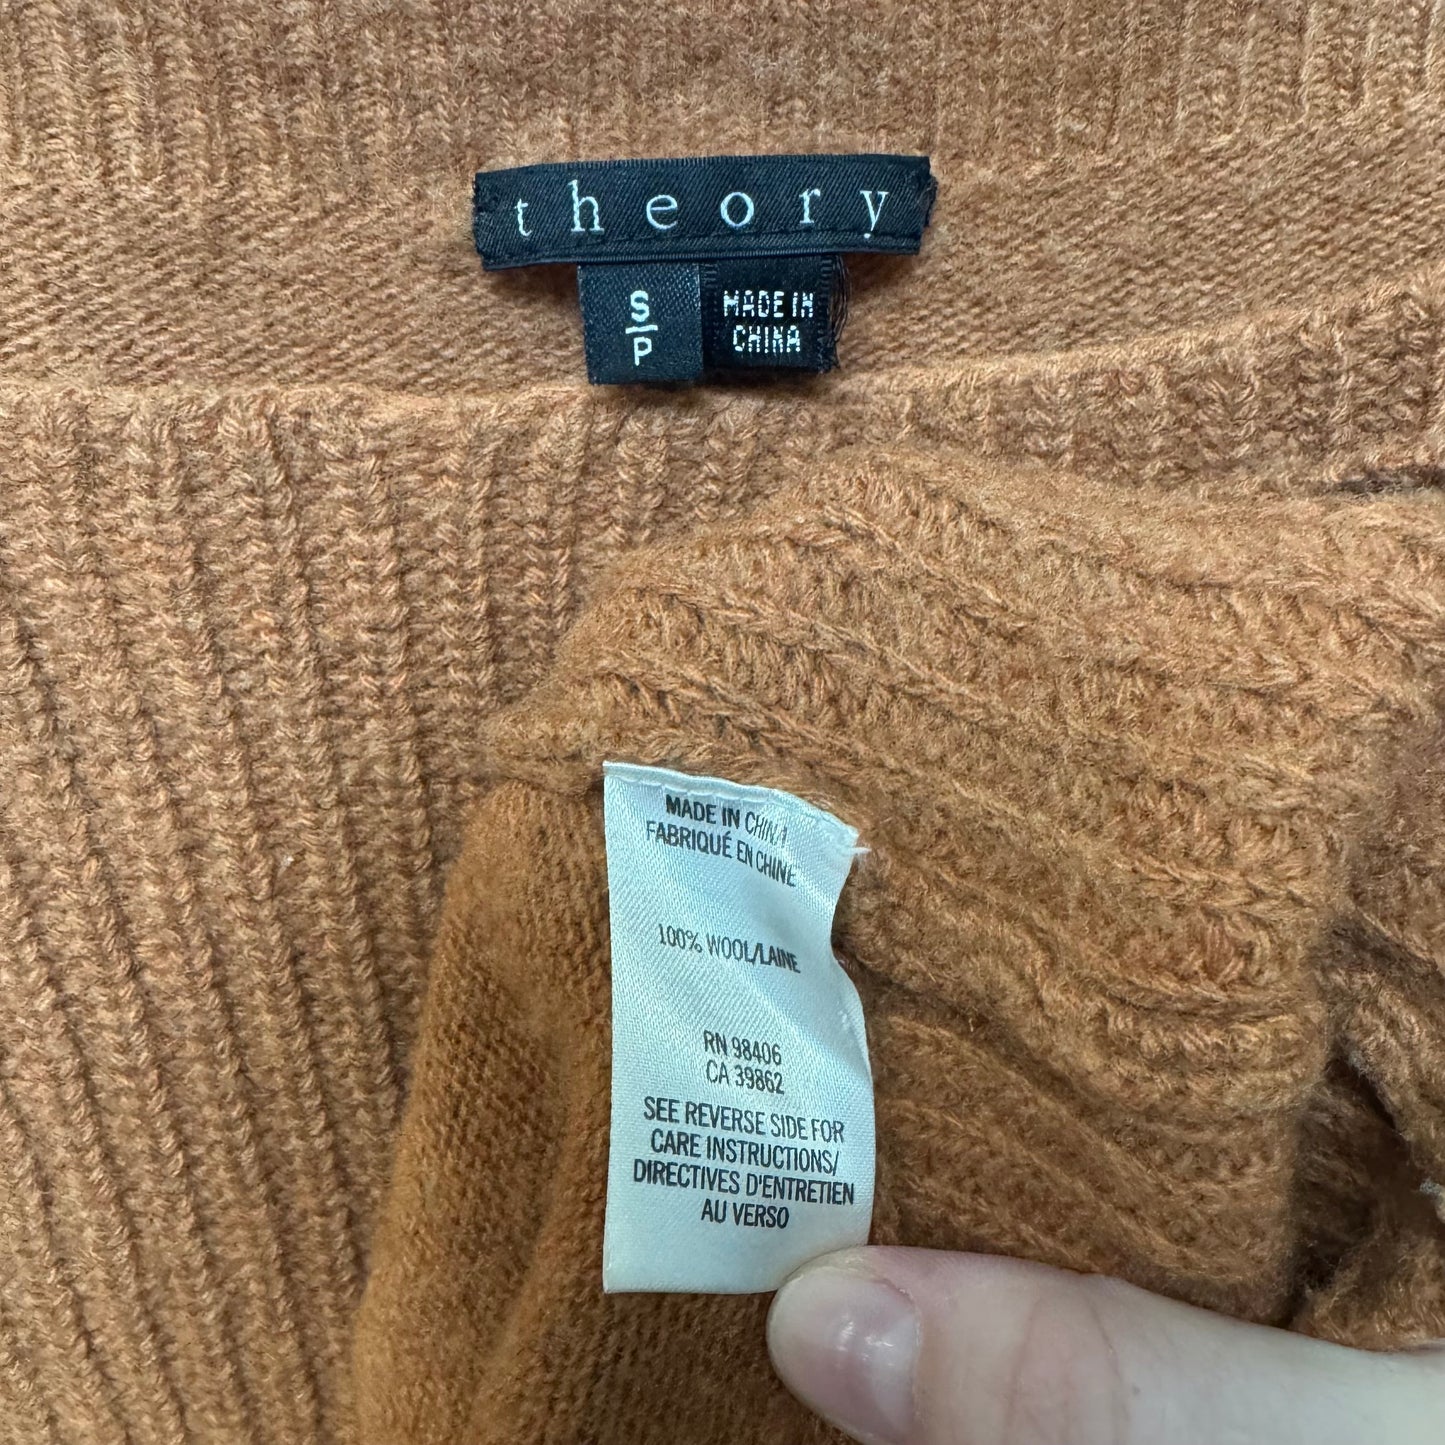 theory
S
P
MADE IN
CHINA
MADE IN CHINA
FABRIQUÉ EN CHINE
100% WOOL/LAINE
RN 98406
CA 39862
SEE REVERSE SIDE FOR
CARE INSTRUCTIONS/
DIRECTIVES D'ENTRETIEN
AU VERSO